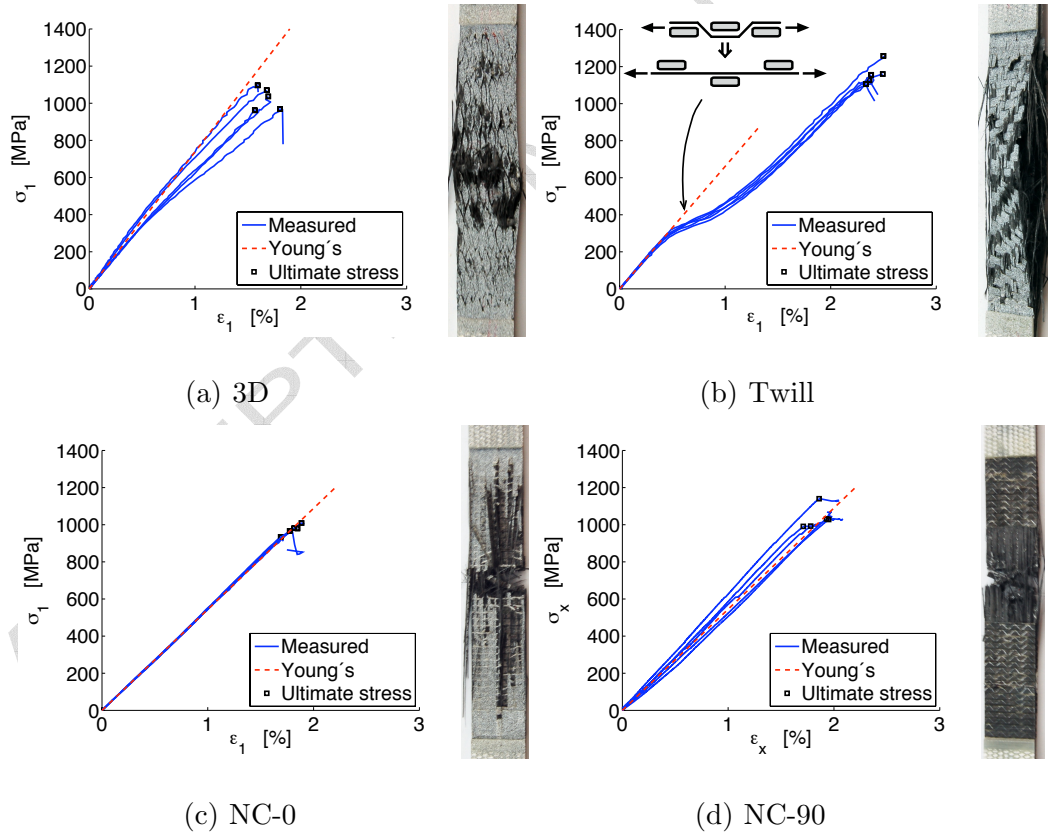 1400
1200
1000
800
600
400
200
0
σ1 [MPa]
0 1 2 3
ε1 [%]
Measured
Young´s
Ultimate stress
(a) 3D
1400
1200
1000
800
600
400
200
0
σ1 [MPa]
0 1 2 3
ε1 [%]
Measured
Young´s
Ultimate stress
(b) Twill
1400
1200
1000
800
600
400
200
0
σ1 [MPa]
0 1 2 3
ε1 [%]
Measured
Young´s
Ultimate stress
(c) NC-0
1400
1200
1000
800
600
400
200
0
σx [MPa]
0 1 2 3
εx [%]
Measured
Young´s
Ultimate stress
(d) NC-90